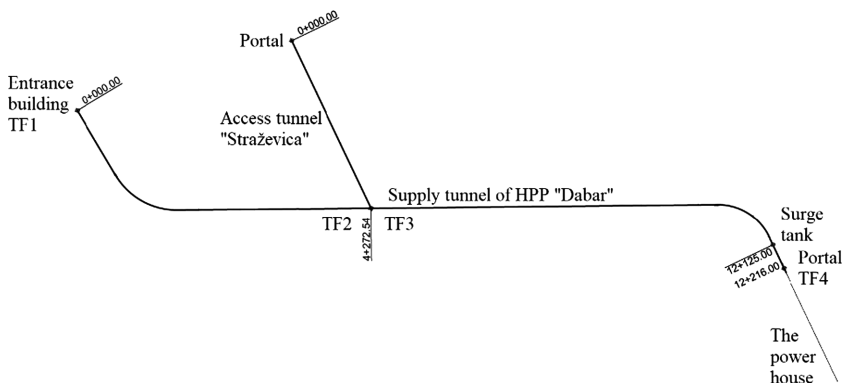 0+000.00
Portal
Entrance
building
TF1
0+000.00
Access tunnel
"Straževica"
Supply tunnel of HPP "Dabar"
TF2
TF3
4+272.54
Surge
tank
12+125.00
12+216.00
Portal
TF4
The
power
house